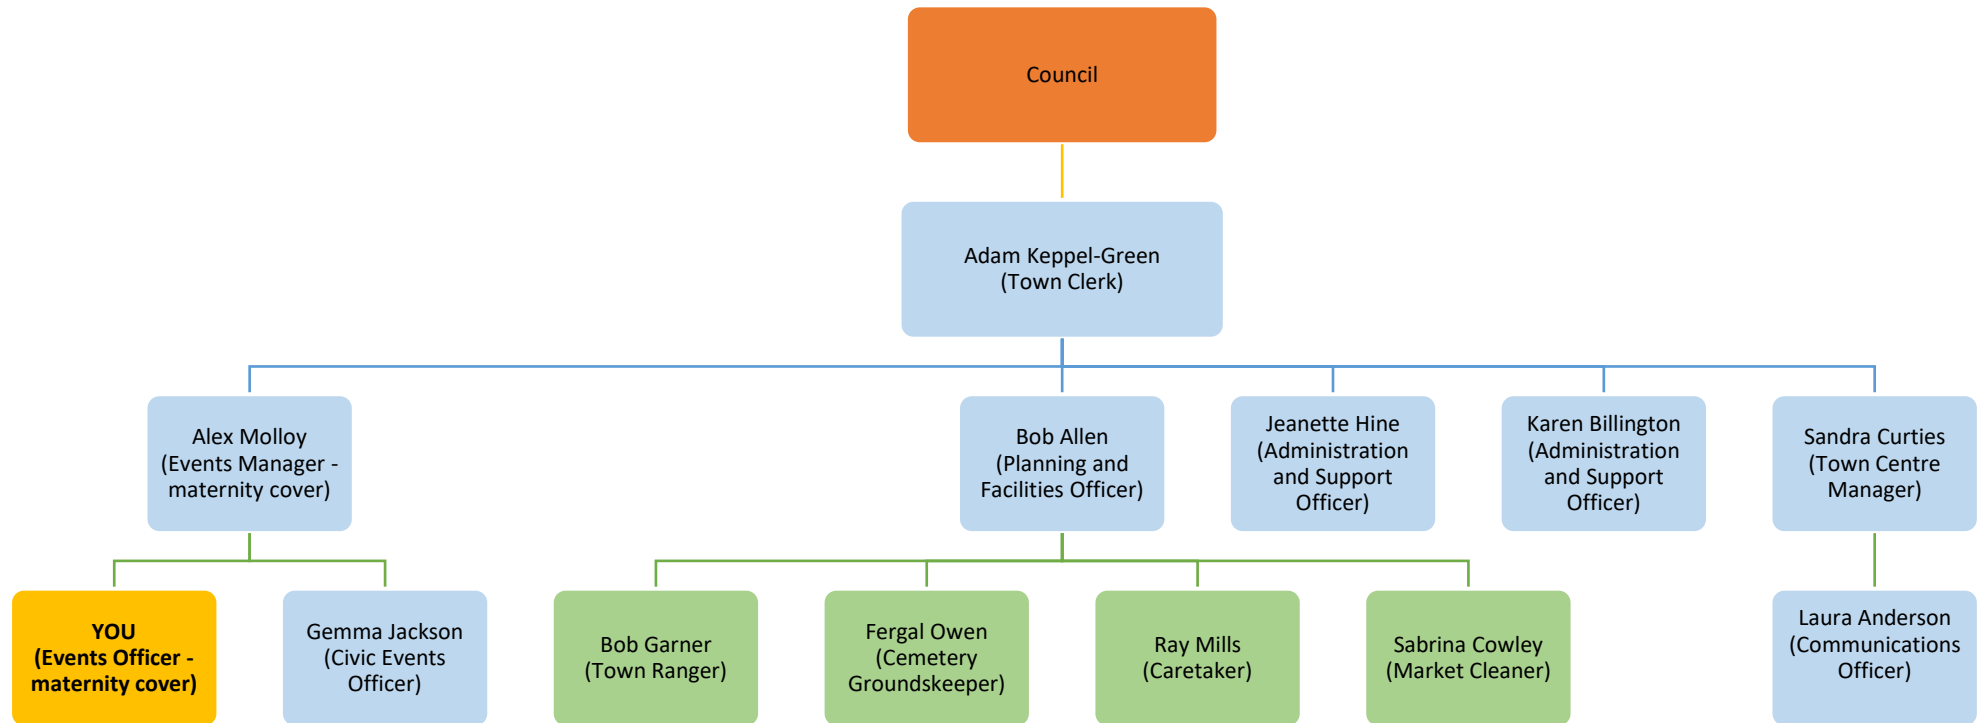 Council
Adam Keppel-Green
(Town Clerk)
Alex Molloy
(Events Manager -
maternity cover)
Bob Allen
(Planning and
Facilities Officer)
Jeanette Hine
(Administration
and Support
Officer)
Karen Billington
(Administration
and Support
Officer)
Sandra Curties
(Town Centre
Manager)
YOU
(Events Officer -
maternity cover)
Gemma Jackson
(Civic Events
Officer)
Bob Garner
(Town Ranger)
Fergal Owen
(Cemetery
Groundskeeper)
Ray Mills
(Caretaker)
Sabrina Cowley
(Market Cleaner)
Laura Anderson
(Communications
Officer)